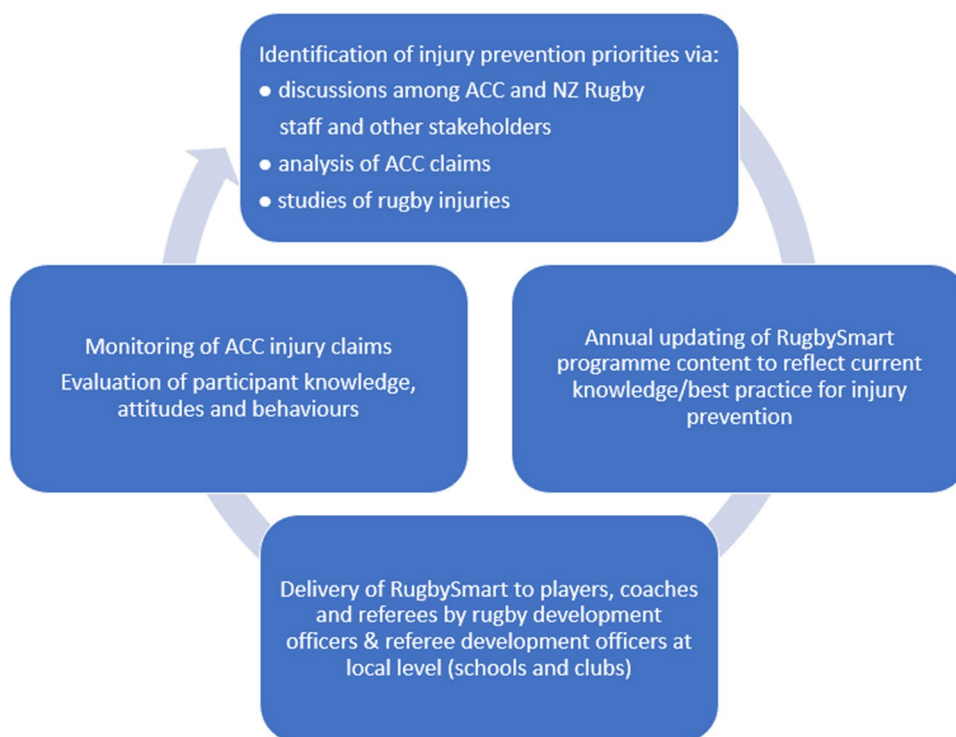 Identification of injury prevention priorities via:
● discussions among ACC and NZ Rugby
staff and other stakeholders
● analysis of ACC claims
● studies of rugby injuries
Annual updating of RugbySmart
programme content to reflect current
knowledge/best practice for injury
prevention
Delivery of RugbySmart to players, coaches
and referees by rugby development
officers & referee development officers at
local level (schools and clubs)
Monitoring of ACC injury claims
Evaluation of participant knowledge,
attitudes and behaviours